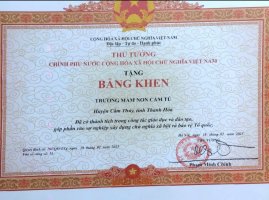 CỘNG HÒA XÃ HỘI CHỦ NGHĨA VIỆT NAM
Độc lập - Tự do - Hạnh phúc
THỦ TƯỚNG
CHÍNH PHỦ NƯỚC CỘNG HÒA XÃ HỘI CHỦ NGHĨA VIỆT NAM
TẶNG
BẰNG KHEN
TRƯỜNG MẦM NON CẨM TÚ
Huyện Cẩm Thủy, tỉnh Thanh Hóa
Đã có thành tích trong công tác giáo dục và đào tạo,
góp phần vào sự nghiệp xây dựng chủ nghĩa xã hội và bảo vệ Tổ quốc.
Phạm Minh Chính